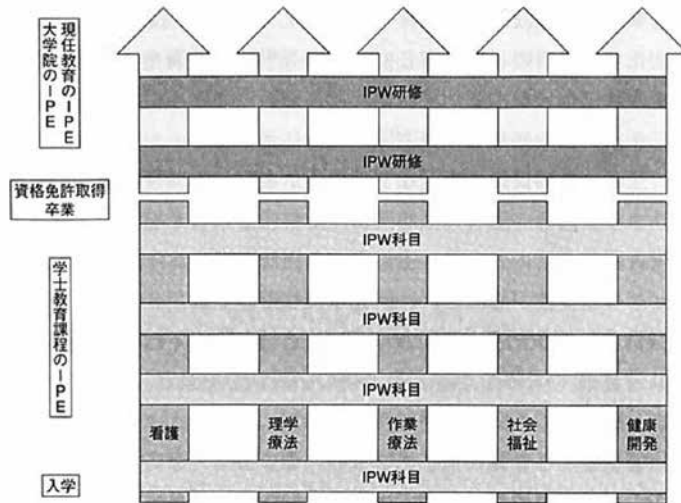 現任教育のIPE
大学院のIPE
IPW研修
IPW研修
資格免許取得
卒業
IPW科目
学士教育課程のIPE
IPW科目
IPW科目
看護
理学
療法
作業
療法
社会
福祉
健康
開発
IPW科目
入学